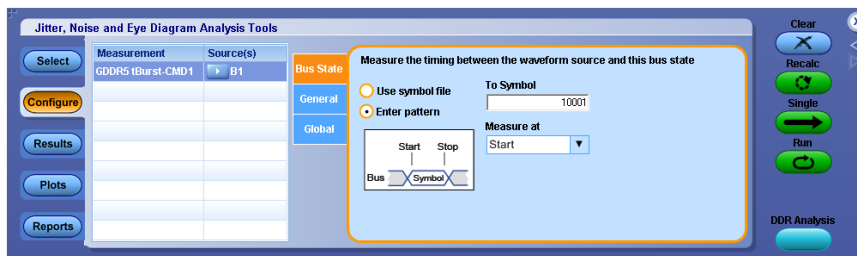 Jitter, Noise and Eye Diagram Analysis Tools
Clear
Select
Measurement
Source(s)
GDDR5 tBurst-CMD1
B1
Bus State
Measure the timing between the waveform source and this bus state
Recalc
Configure
General
Use symbol file
To Symbol
Enter pattern
10001
Single
Global
Measure at
Results
Start
Stop
Start
Run
Bus
Symbol
Plots
Reports
DDR Analysis